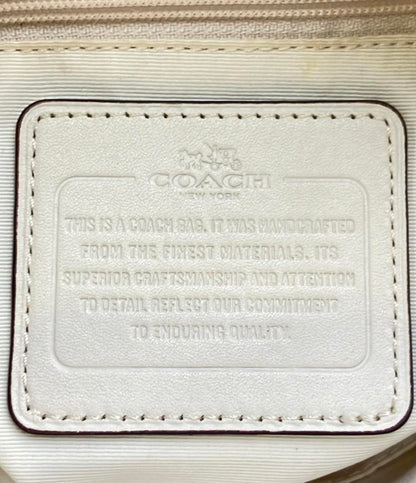 COACH
NEW YORK
THIS IS A COACH BAG. IT WAS HANDCRAFTED
FROM THE FINEST MATERIALS. ITS
SUPERIOR CRAFTSMANSHIP AND ATTENTION
TO DETAIL REFLECT OUR COMMITMENT
TO ENDURING QUALITY.